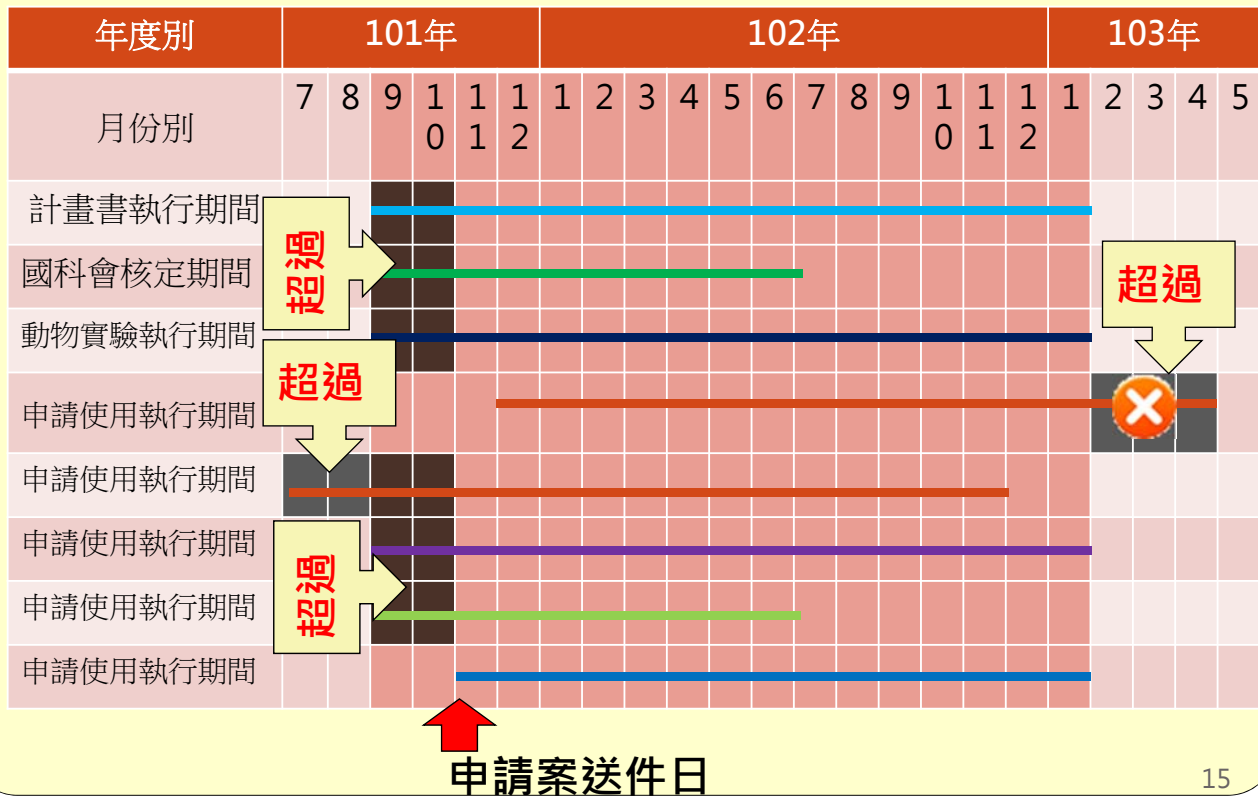 年度別 101年 102年 103年
月份別 7 8 9 10 11 12 1 2 3 4 5 6 7 8 9 10 11 12 1 2 3 4 5
計畫書執行期間
超過
國科會核定期間
超過
動物實驗執行期間
超過
申請使用執行期間
申請使用執行期間
申請使用執行期間
超過
申請使用執行期間
申請使用執行期間
申請案送件日
15